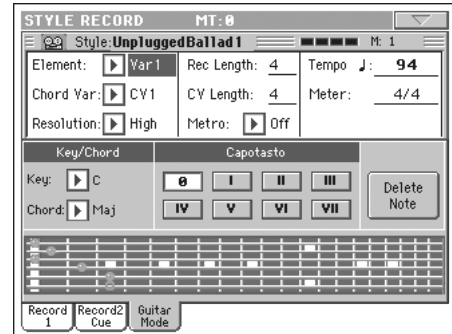 STYLE RECORD MT:0
Style:UnpluggedBallad1 M: 1
Element: Var1 Rec Length: 4 Tempo ♩: 94
Chord Var: CV1 CV Length: 4 Meter: 4/4
Resolution: High Metro: Off
Key/Chord Capotasto
Key: C 0 I II III
Delete Note
Chord: Maj IV V VI VII
Record 1 Record2 Cue Guitar Mode